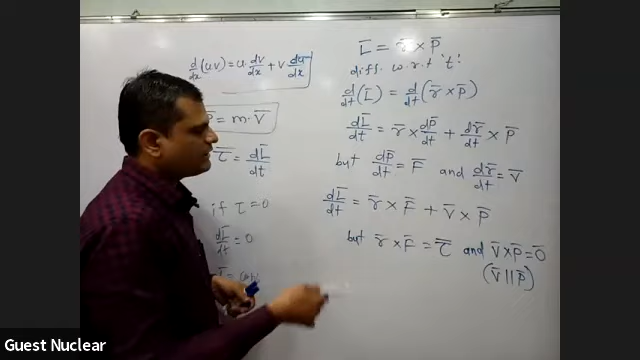 d/dx (u.v) = u. dv/dx + v du/dx
P̄ = m. V̄
τ̄ = dL̄/dt
if τ = 0
dL̄/dt = 0
L̄ = r̄ × P̄
diff. w.r.t 't'
d/dt (L̄) = d/dt (r̄ × P̄)
dL̄/dt = r̄ × dP̄/dt + dr̄/dt × P̄
but dP̄/dt = F̄ and dr̄/dt = V̄
dL̄/dt = r̄ × F̄ + V̄ × P̄
but r̄ × F̄ = τ̄ and V̄ × P̄ = 0̄
(V̄ || P̄)
Guest Nuclear